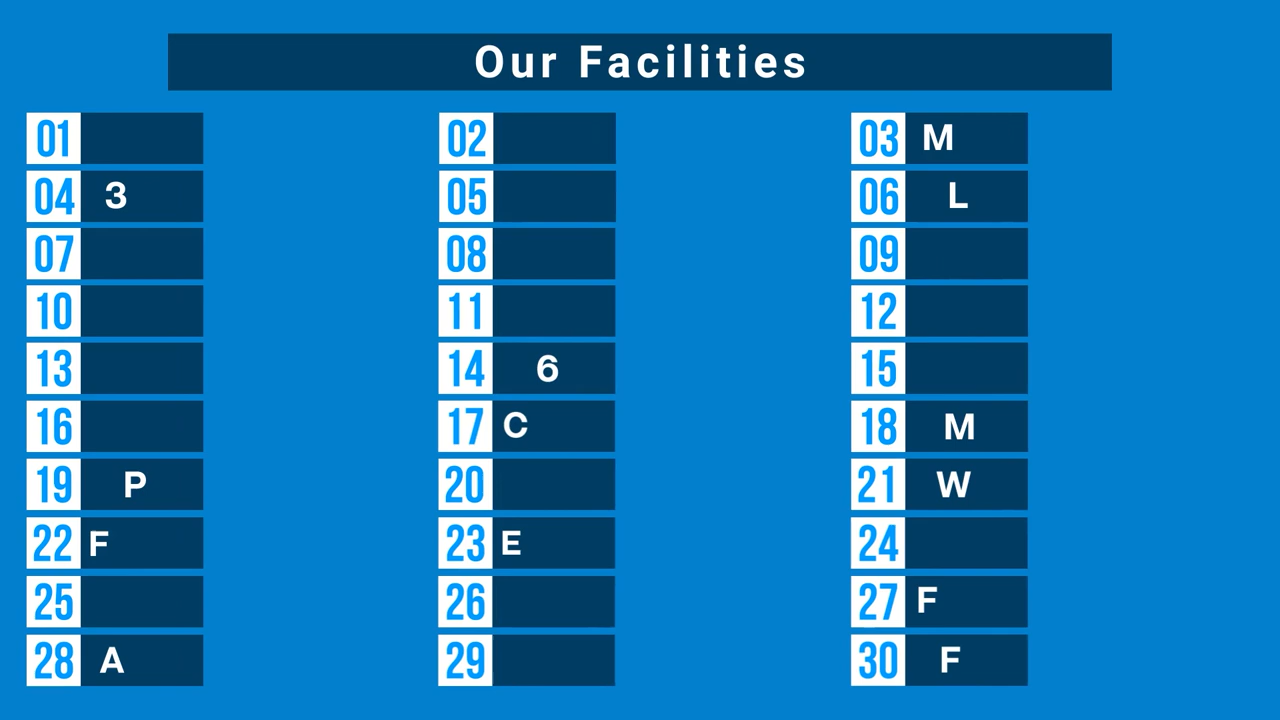 Our Facilities
01 02 03 M
04 3 05 06 L
07 08 09
10 11 12
13 14 6 15
16 17 C 18 M
19 P 20 21 W
22 F 23 E 24
25 26 27 F
28 A 29 30 F